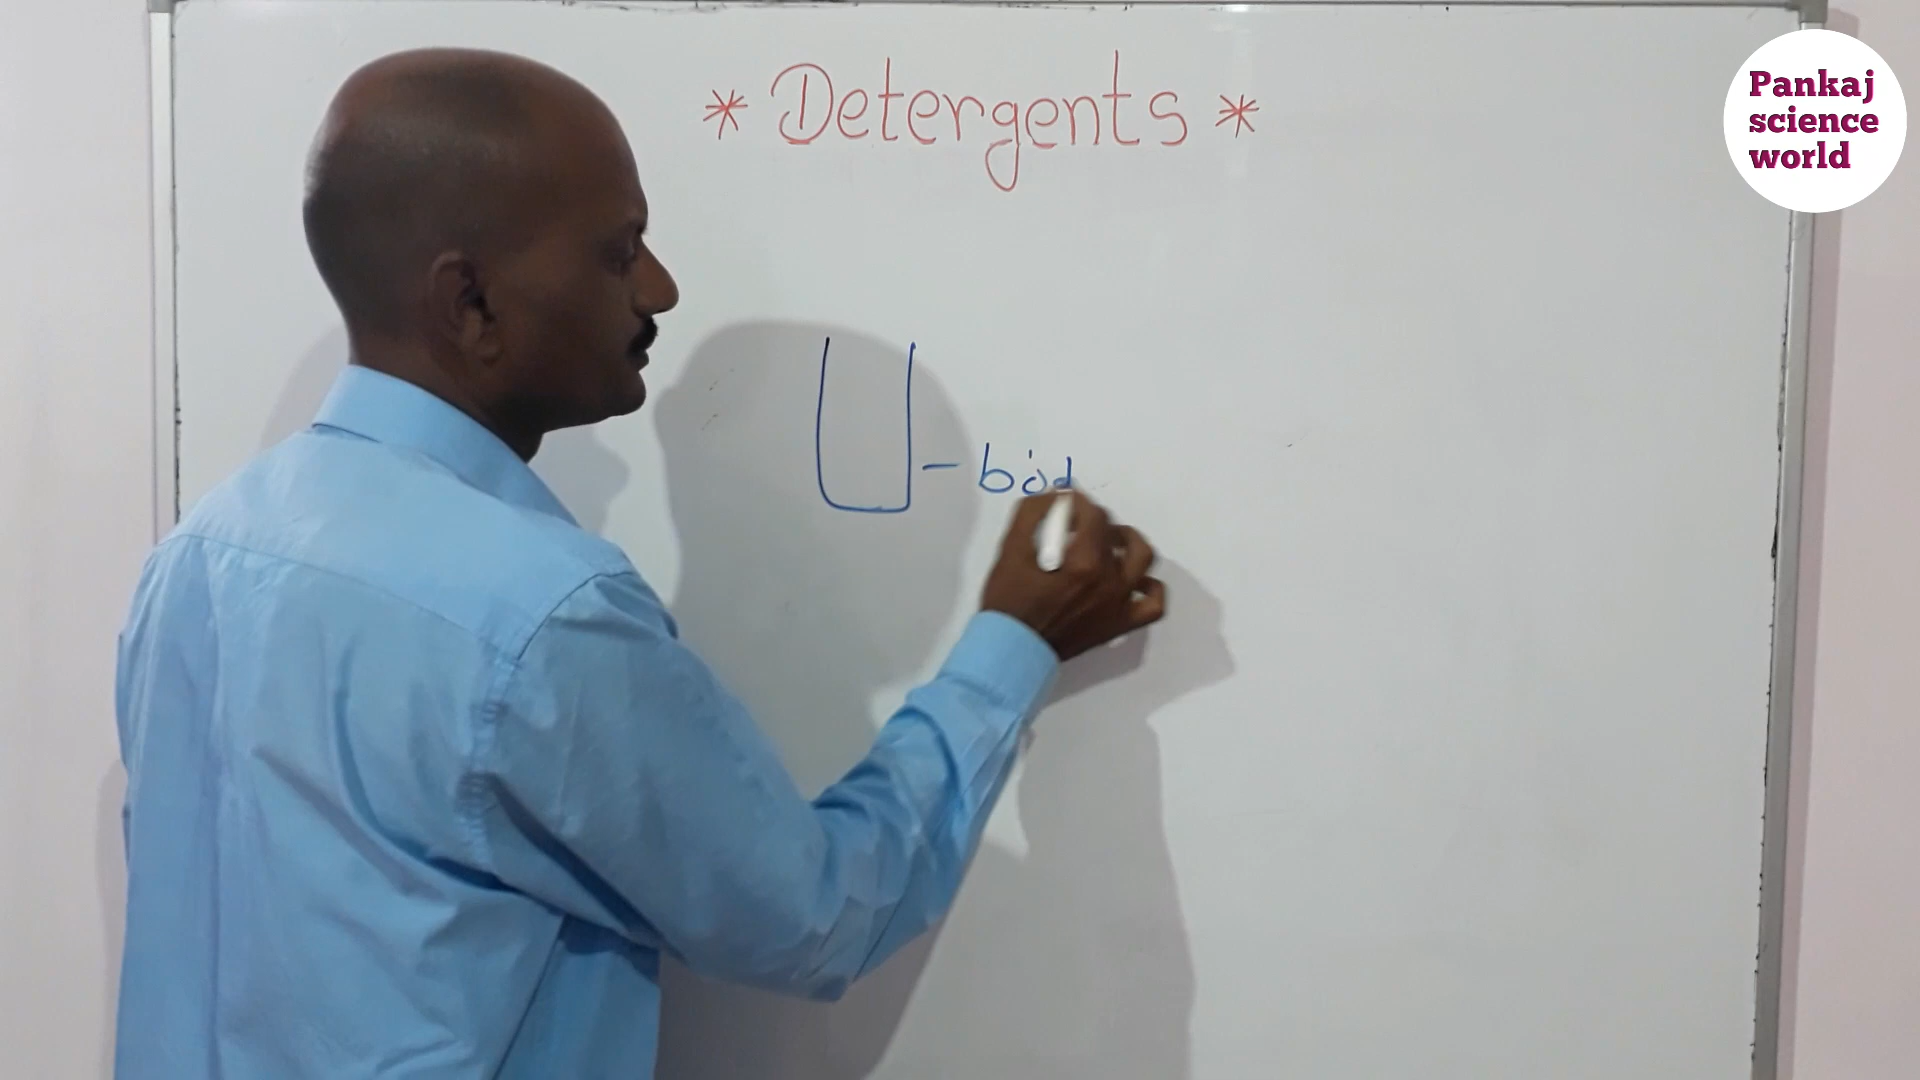 * Detergents *
- bod
Pankaj
science
world